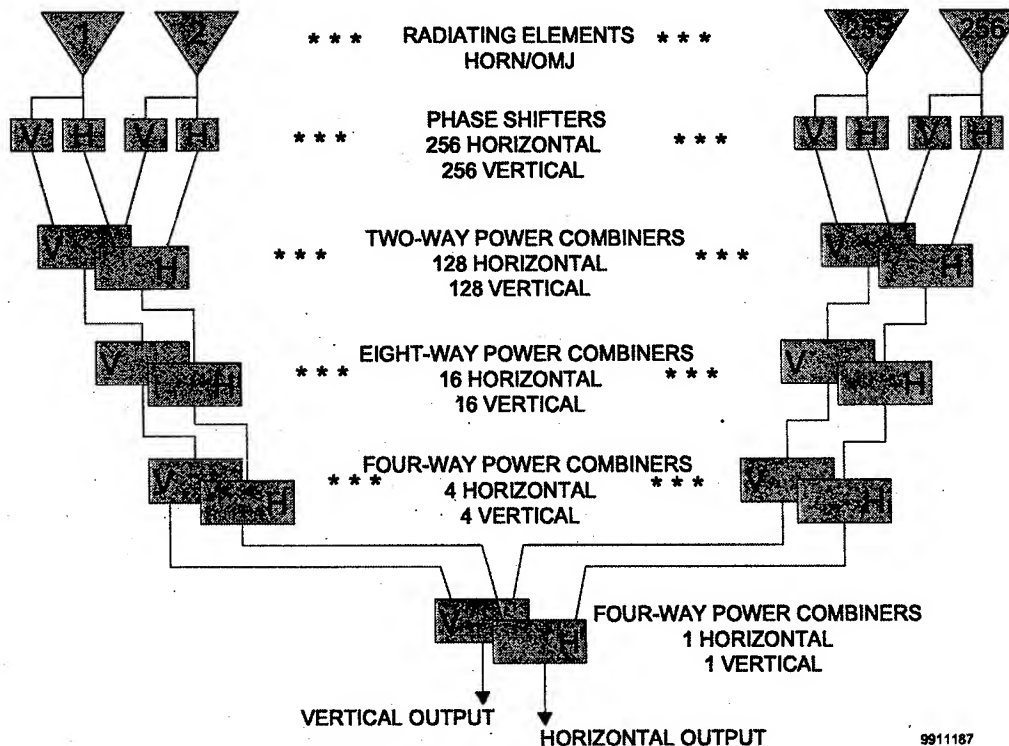 1 2 * * * RADIATING ELEMENTS * * * 255 256
HORN/OMJ
V H V H PHASE SHIFTERS V H V H
* * * 256 HORIZONTAL * * *
256 VERTICAL
V H TWO-WAY POWER COMBINERS V H
* * * 128 HORIZONTAL * * *
128 VERTICAL
V H EIGHT-WAY POWER COMBINERS V H
* * * 16 HORIZONTAL * * *
16 VERTICAL
V H FOUR-WAY POWER COMBINERS V H
* * * 4 HORIZONTAL * * *
4 VERTICAL
V H FOUR-WAY POWER COMBINERS
1 HORIZONTAL
1 VERTICAL
VERTICAL OUTPUT
HORIZONTAL OUTPUT
9911187